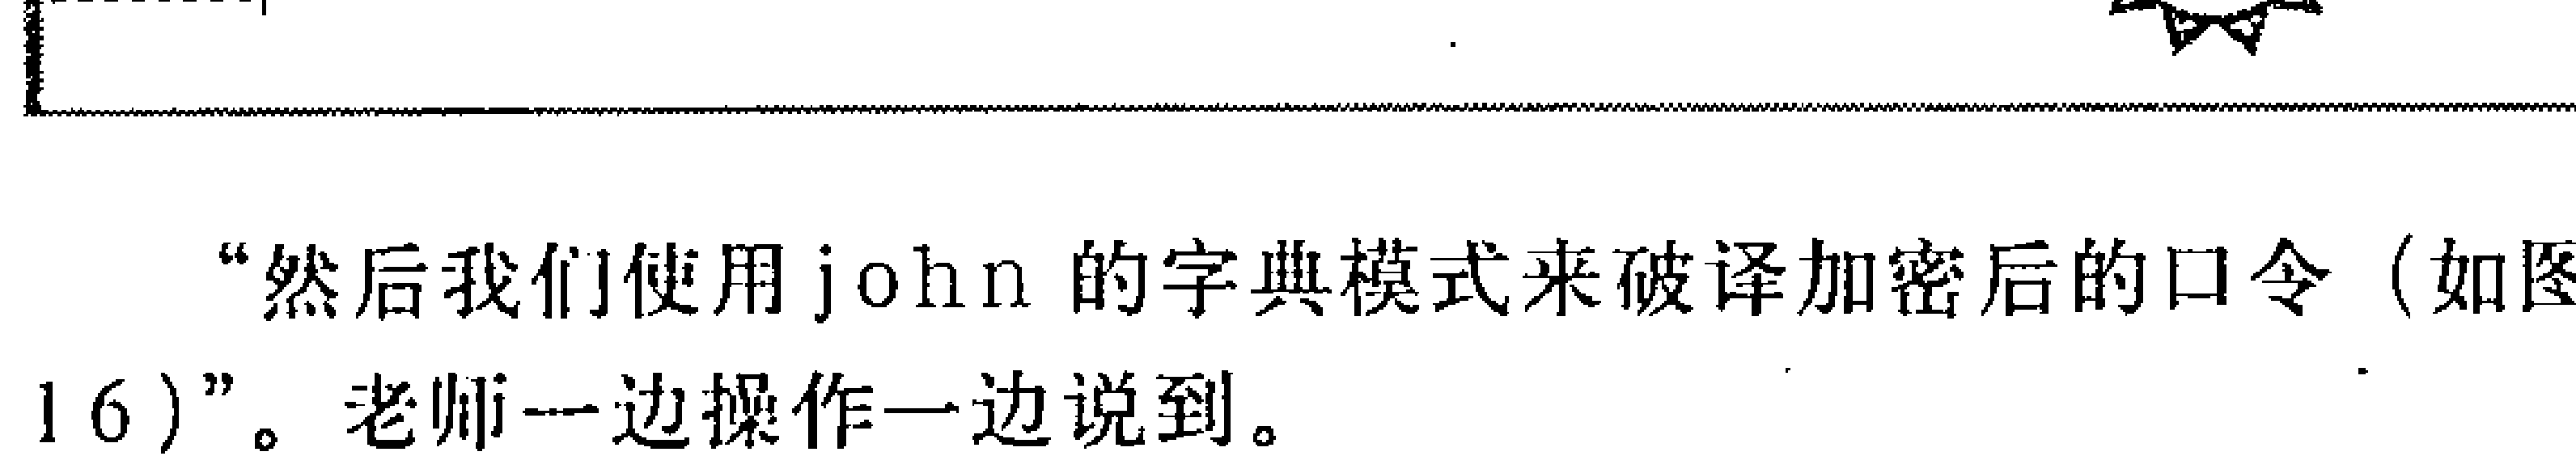 “然后我们使用john 的字典模式来破译加密后的口令（如图
16)”。老师一边操作一边说到。